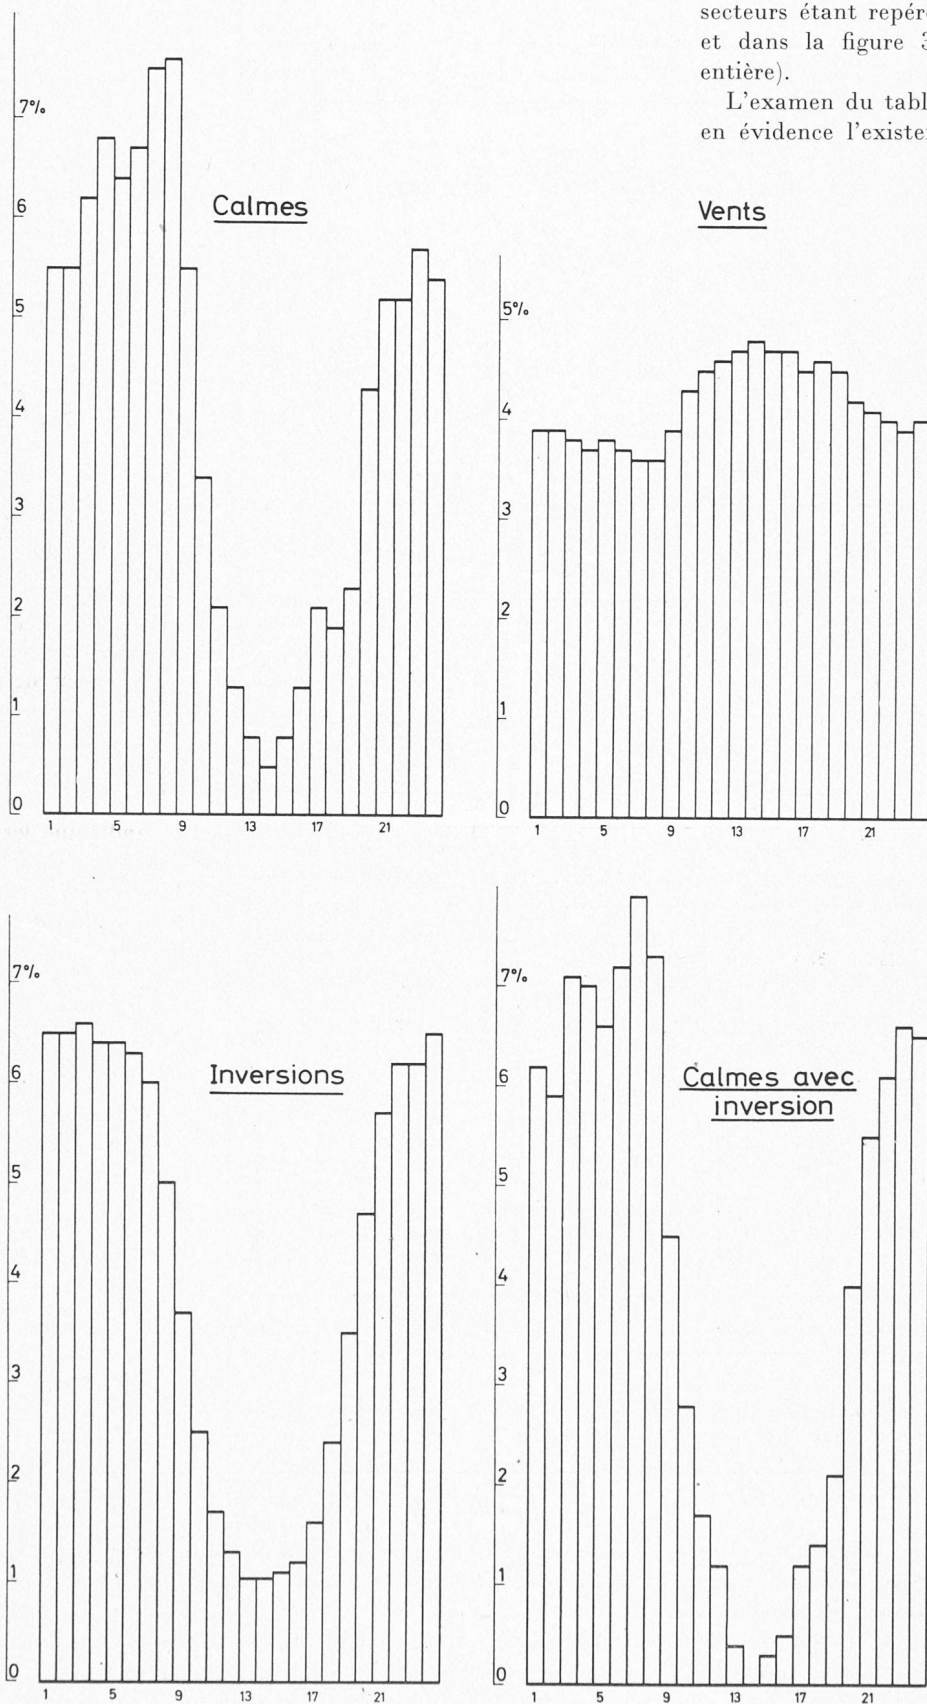 secteurs étant repér
et dans la figure 3
entière).
L'examen du tabl
en évidence l'existe
Calmes
7%
6
5
4
3
2
1
0
1 5 9 13 17 21
Vents
5%
4
3
2
1
0
1 5 9 13 17 21
Inversions
7%
6
5
4
3
2
1
0
1 5 9 13 17 21
Calmes avec
inversion
7%
6
5
4
3
2
1
0
1 5 9 13 17 21